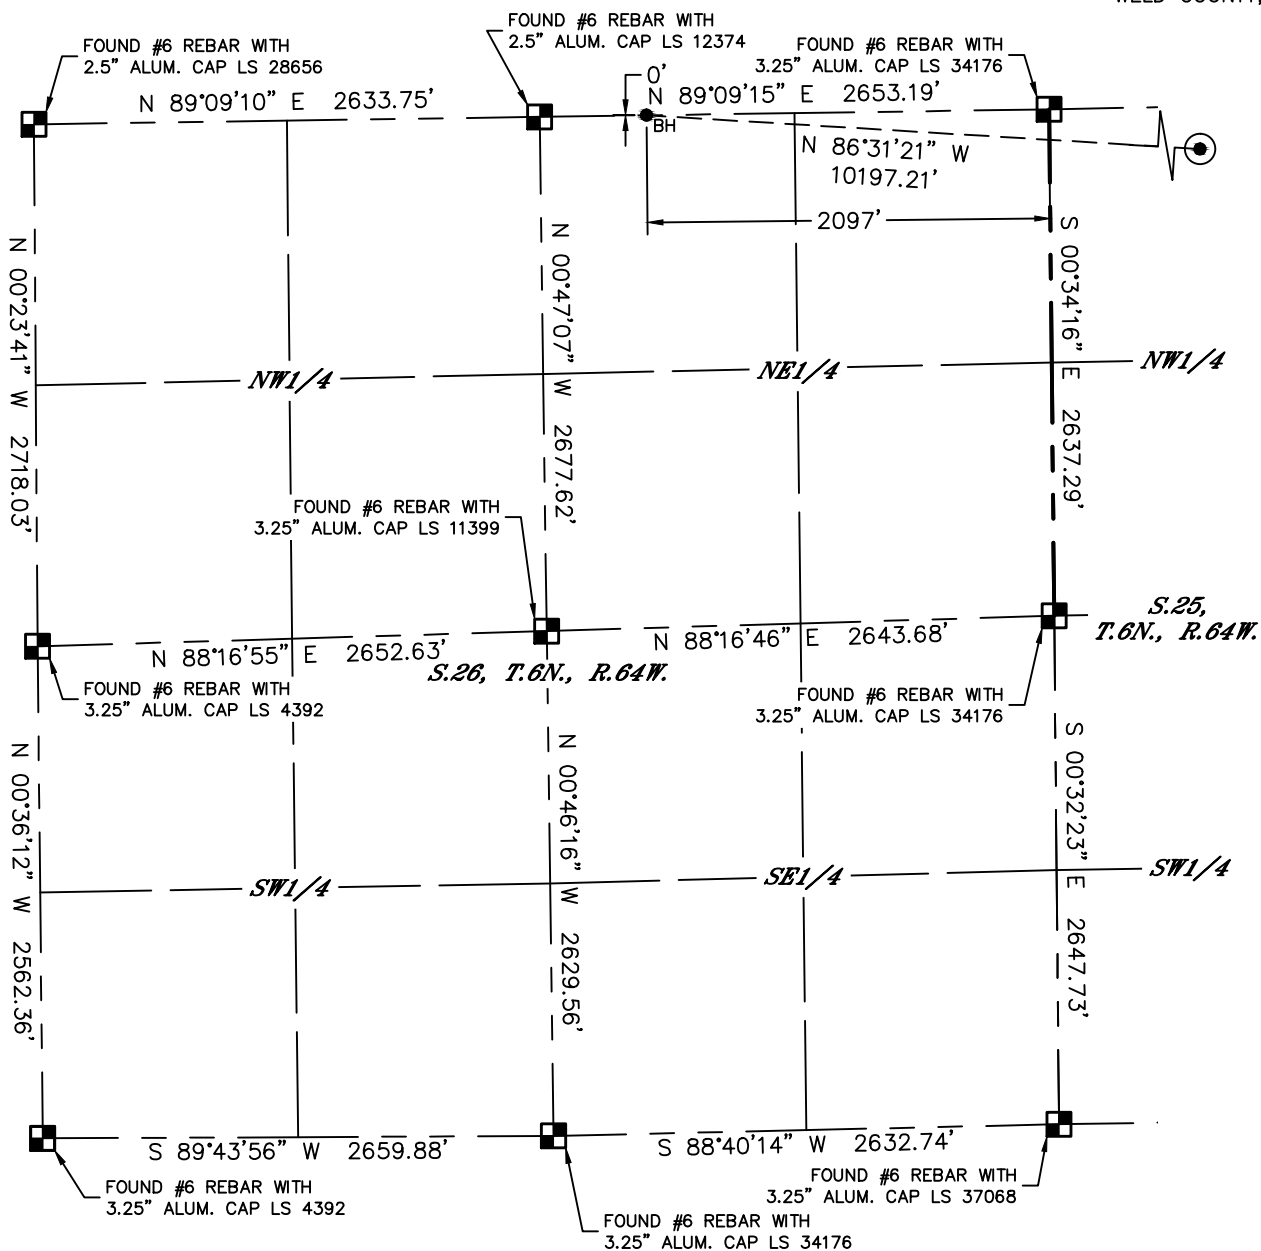 WELD COUNTY,
FOUND #6 REBAR WITH
2.5" ALUM. CAP LS 28656
FOUND #6 REBAR WITH
2.5" ALUM. CAP LS 12374
FOUND #6 REBAR WITH
3.25" ALUM. CAP LS 34176
0'
N 89°09'10" E 2633.75'
N 89°09'15" E 2653.19'
BH
N 86°31'21" W
10197.21'
2097'
N 00°23'41" W 2718.03'
N 00°47'07" W 2677.62'
S 00°34'16" E 2637.29'
NW1/4
NE1/4
NW1/4
FOUND #6 REBAR WITH
3.25" ALUM. CAP LS 11399
S.25,
T.6N., R.64W.
N 88°16'55" E 2652.63'
N 88°16'46" E 2643.68'
S.26, T.6N., R.64W.
FOUND #6 REBAR WITH
3.25" ALUM. CAP LS 4392
FOUND #6 REBAR WITH
3.25" ALUM. CAP LS 34176
N 00°36'12" W 2562.36'
N 00°46'16" W 2629.56'
S 00°32'23" E 2647.73'
SW1/4
SE1/4
SW1/4
S 89°43'56" W 2659.88'
S 88°40'14" W 2632.74'
FOUND #6 REBAR WITH
3.25" ALUM. CAP LS 4392
FOUND #6 REBAR WITH
3.25" ALUM. CAP LS 37068
FOUND #6 REBAR WITH
3.25" ALUM. CAP LS 34176